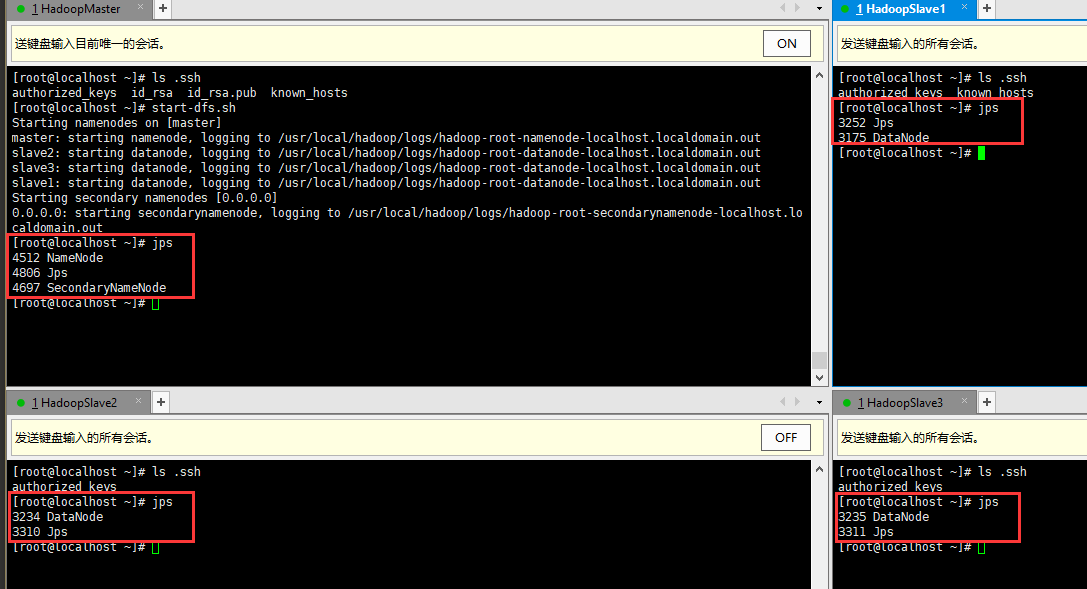 1 HadoopMaster
送键盘输入目前唯一的会话。
ON
[root@localhost ~]# ls .ssh
authorized_keys  id_rsa  id_rsa.pub  known_hosts
[root@localhost ~]# start-dfs.sh
Starting namenodes on [master]
master: starting namenode, logging to /usr/local/hadoop/logs/hadoop-root-namenode-localhost.localdomain.out
slave2: starting datanode, logging to /usr/local/hadoop/logs/hadoop-root-datanode-localhost.localdomain.out
slave3: starting datanode, logging to /usr/local/hadoop/logs/hadoop-root-datanode-localhost.localdomain.out
slave1: starting datanode, logging to /usr/local/hadoop/logs/hadoop-root-datanode-localhost.localdomain.out
Starting secondary namenodes [0.0.0.0]
0.0.0.0: starting secondarynamenode, logging to /usr/local/hadoop/logs/hadoop-root-secondarynamenode-localhost.lo
caldomain.out
[root@localhost ~]# jps
4512 NameNode
4806 Jps
4697 SecondaryNameNode
[root@localhost ~]#
1 HadoopSlave1
发送键盘输入的所有会话。
[root@localhost ~]# ls .ssh
authorized_keys  known_hosts
[root@localhost ~]# jps
3252 Jps
3175 DataNode
[root@localhost ~]#
1 HadoopSlave2
发送键盘输入的所有会话。
OFF
[root@localhost ~]# ls .ssh
authorized_keys
[root@localhost ~]# jps
3234 DataNode
3310 Jps
[root@localhost ~]#
1 HadoopSlave3
发送键盘输入的所有会话。
[root@localhost ~]# ls .ssh
authorized_keys
[root@localhost ~]# jps
3235 DataNode
3311 Jps
[root@localhost ~]#